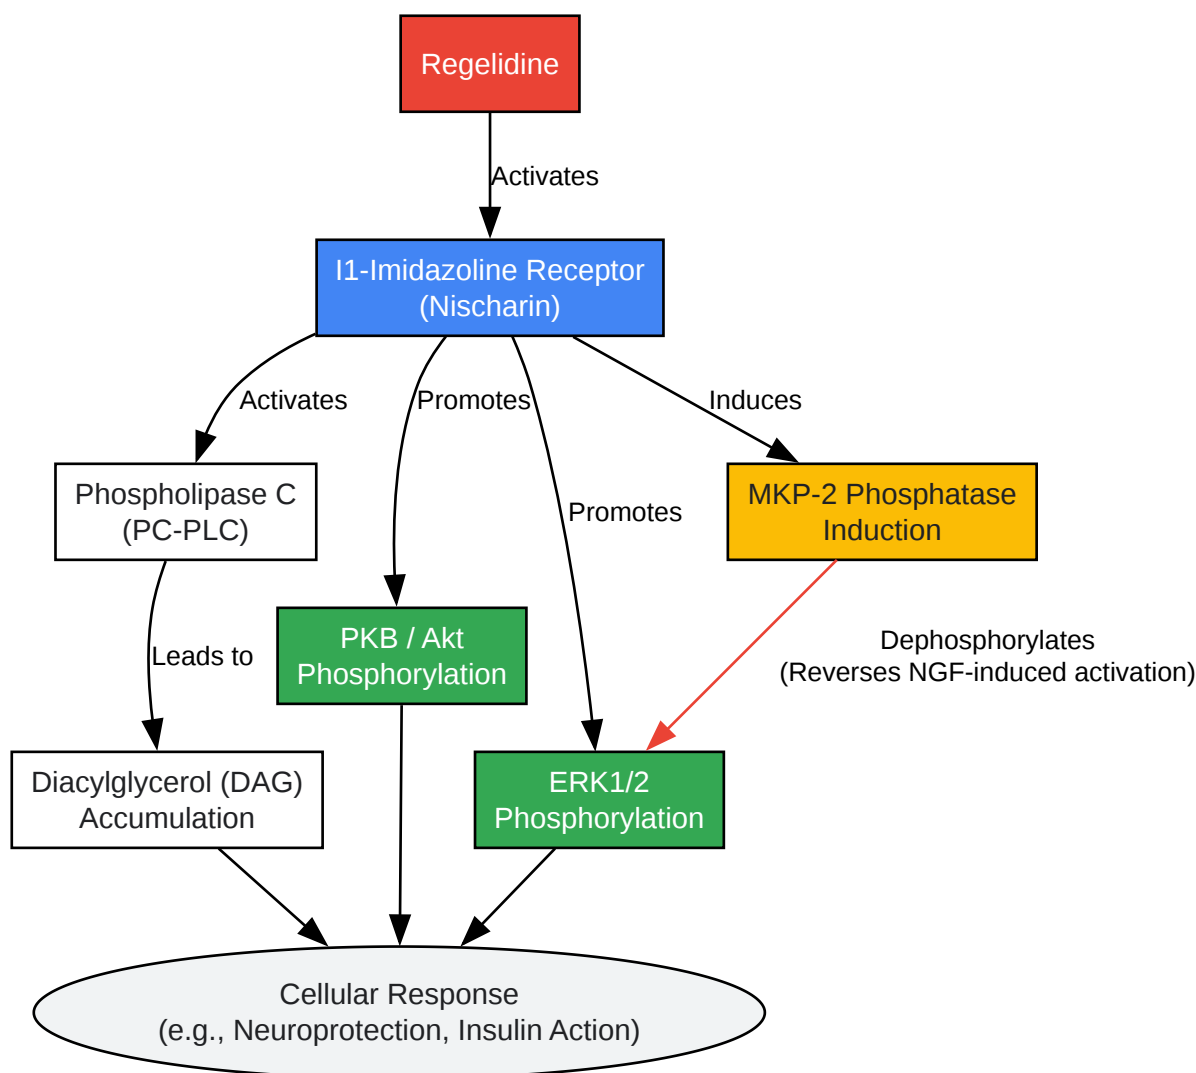 Regelidine
Activates
I1-Imidazoline Receptor
(Nischarin)
Activates
Promotes
Induces
Phospholipase C
(PC-PLC)
Promotes
MKP-2 Phosphatase
Induction
PKB / Akt
Phosphorylation
Leads to
Dephosphorylates
(Reverses NGF-induced activation)
Diacylglycerol (DAG)
Accumulation
ERK1/2
Phosphorylation
Cellular Response
(e.g., Neuroprotection, Insulin Action)